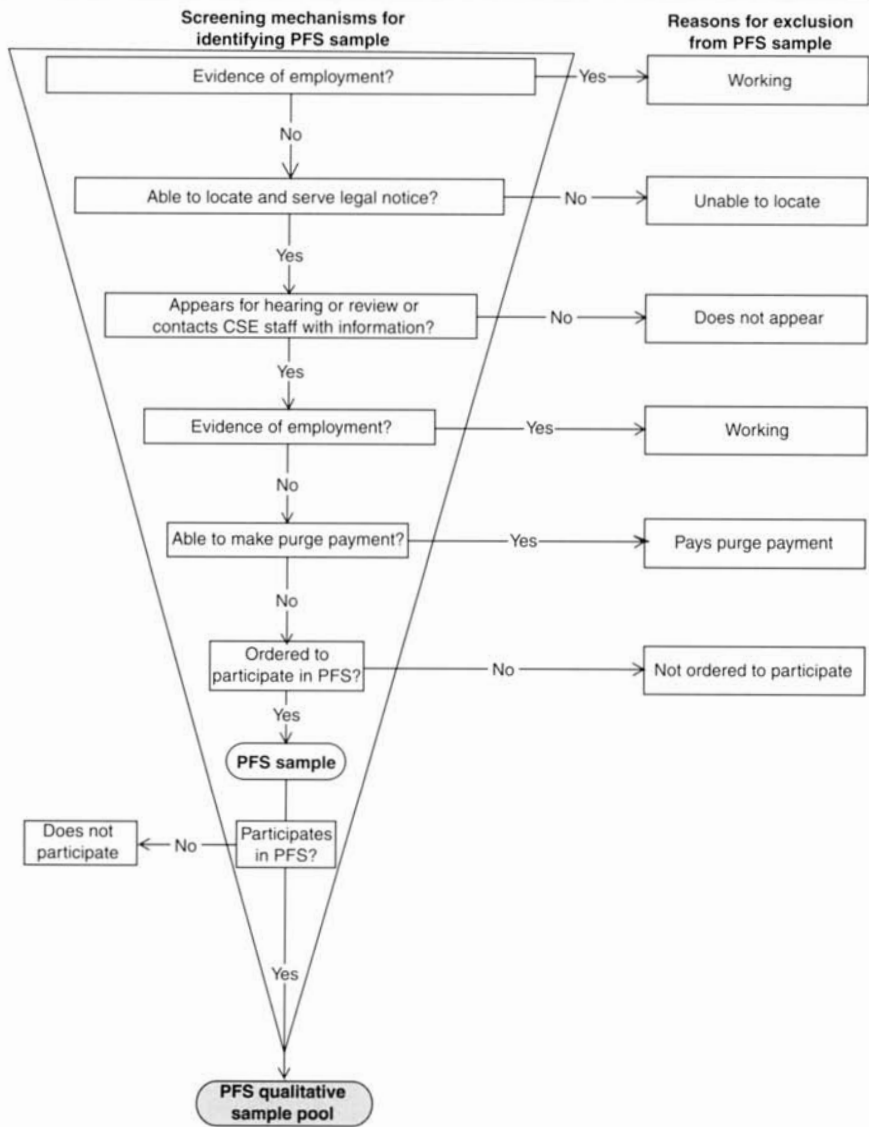 Screening mechanisms for
identifying PFS sample
Reasons for exclusion
from PFS sample
Evidence of employment?
Yes
Working
No
Able to locate and serve legal notice?
No
Unable to locate
Yes
Appears for hearing or review or
contacts CSE staff with information?
No
Does not appear
Yes
Evidence of employment?
Yes
Working
No
Able to make purge payment?
Yes
Pays purge payment
No
Ordered to
participate in PFS?
No
Not ordered to participate
Yes
PFS sample
Does not
participate
No
Participates
in PFS?
Yes
PFS qualitative
sample pool